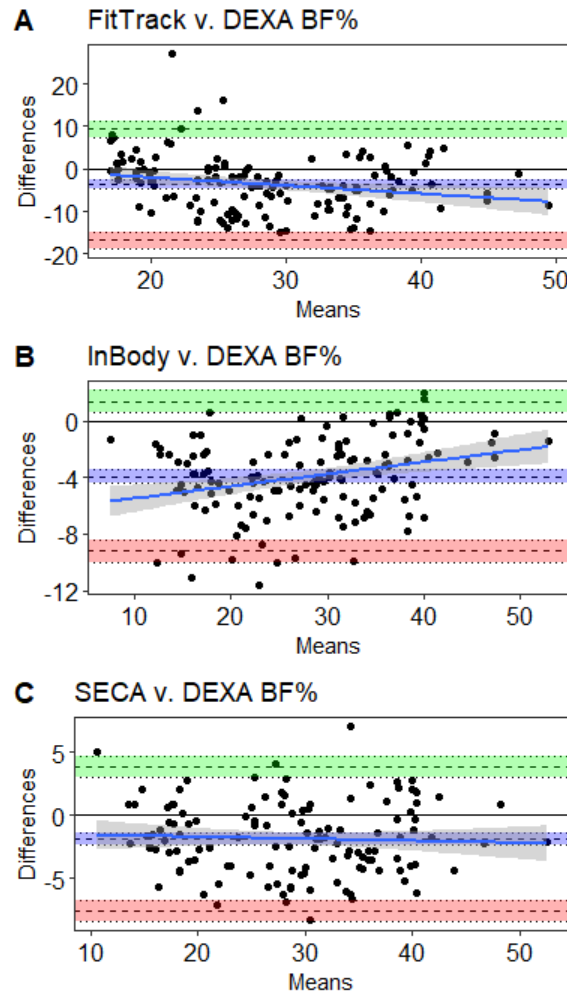 A FitTrack v. DEXA BF%
Differences
20
10
0
-10
-20
20 30 40 50
Means
B InBody v. DEXA BF%
Differences
0
-4
-8
-12
10 20 30 40 50
Means
C SECA v. DEXA BF%
Differences
5
0
-5
10 20 30 40 50
Means